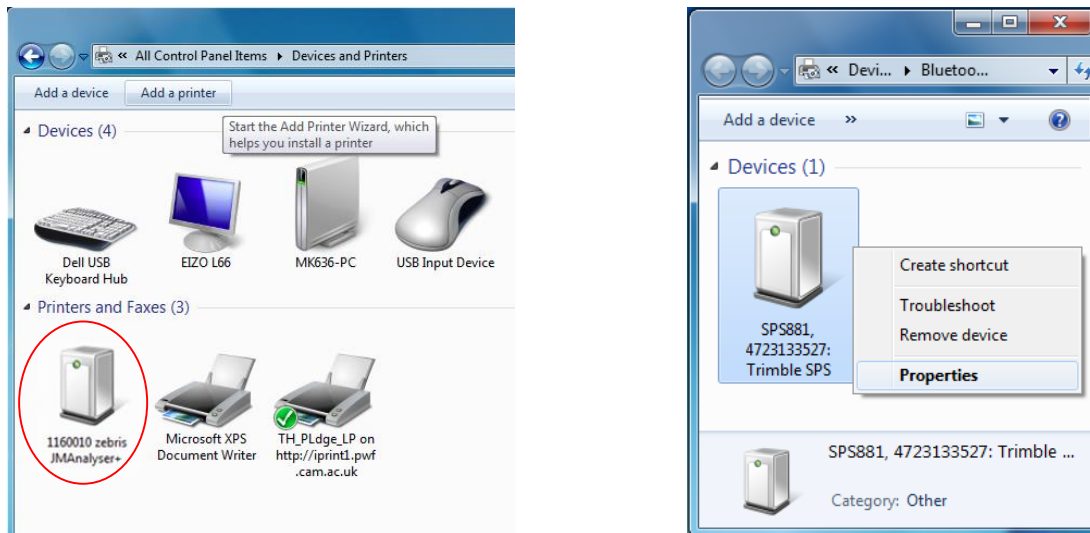 « All Control Panel Items ▸ Devices and Printers
Add a device Add a printer
Devices (4)
Start the Add Printer Wizard, which
helps you install a printer
Dell USB
Keyboard Hub
EIZO L66
MK636-PC
USB Input Device
Printers and Faxes (3)
1160010 zebris
JMAnalyser+
Microsoft XPS
Document Writer
TH_PLdge_LP on
http://iprint1.pwf
.cam.ac.uk
« Devi... ▸ Bluetoo...
Add a device »
Devices (1)
SPS881,
4723133527:
Trimble SPS
Create shortcut
Troubleshoot
Remove device
Properties
SPS881, 4723133527: Trimble ...
Category: Other